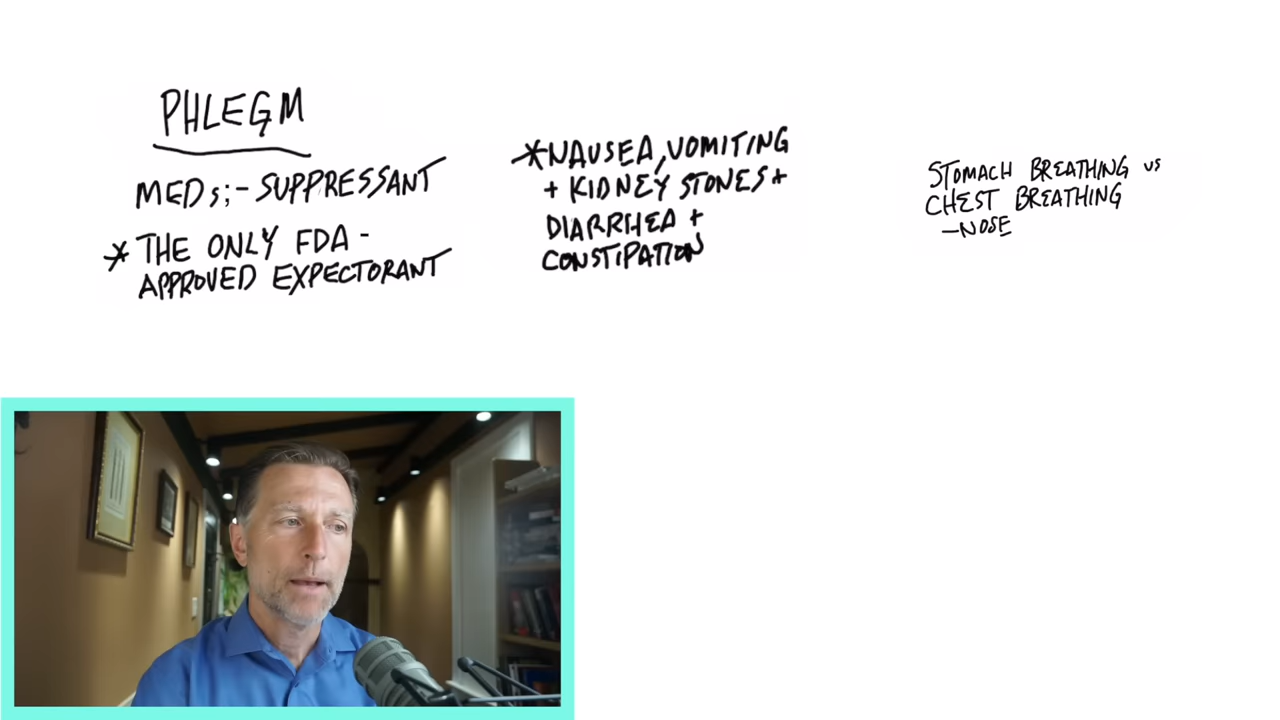 PHLEGM
MEDS;-SUPPRESSANT
* THE ONLY FDA-
APPROVED EXPECTORANT
*NAUSEA, VOMITING
+ KIDNEY STONES +
DIARRHEA +
CONSTIPATION
STOMACH BREATHING VS
CHEST BREATHING
-NOSE